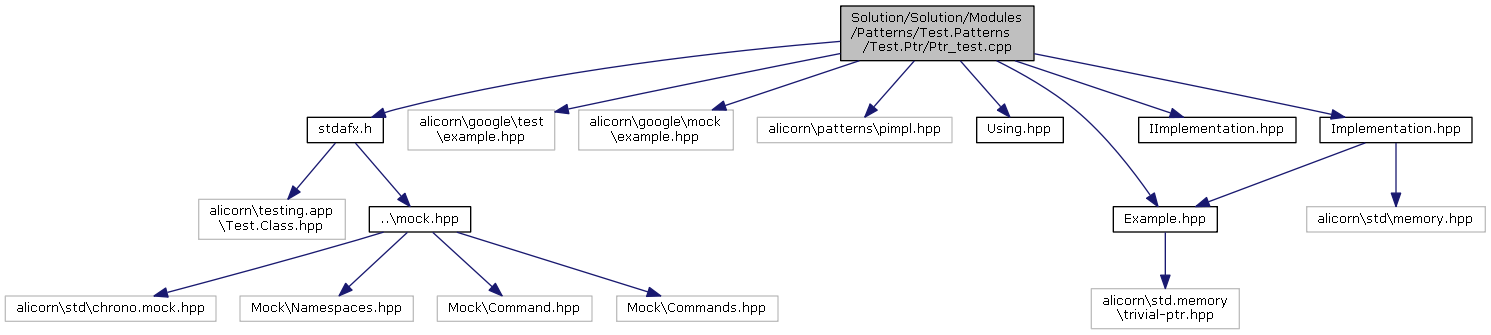 Solution/Solution/Modules
/Patterns/Test.Patterns
/Test.Ptr/Ptr_test.cpp
stdafx.h
alicorn\google\test
\example.hpp
alicorn\google\mock
\example.hpp
alicorn\patterns\pimpl.hpp
Using.hpp
IImplementation.hpp
Implementation.hpp
alicorn\testing.app
\Test.Class.hpp
..\mock.hpp
Example.hpp
alicorn\std\memory.hpp
alicorn\std\chrono.mock.hpp
Mock\Namespaces.hpp
Mock\Command.hpp
Mock\Commands.hpp
alicorn\std.memory
\trivial-ptr.hpp